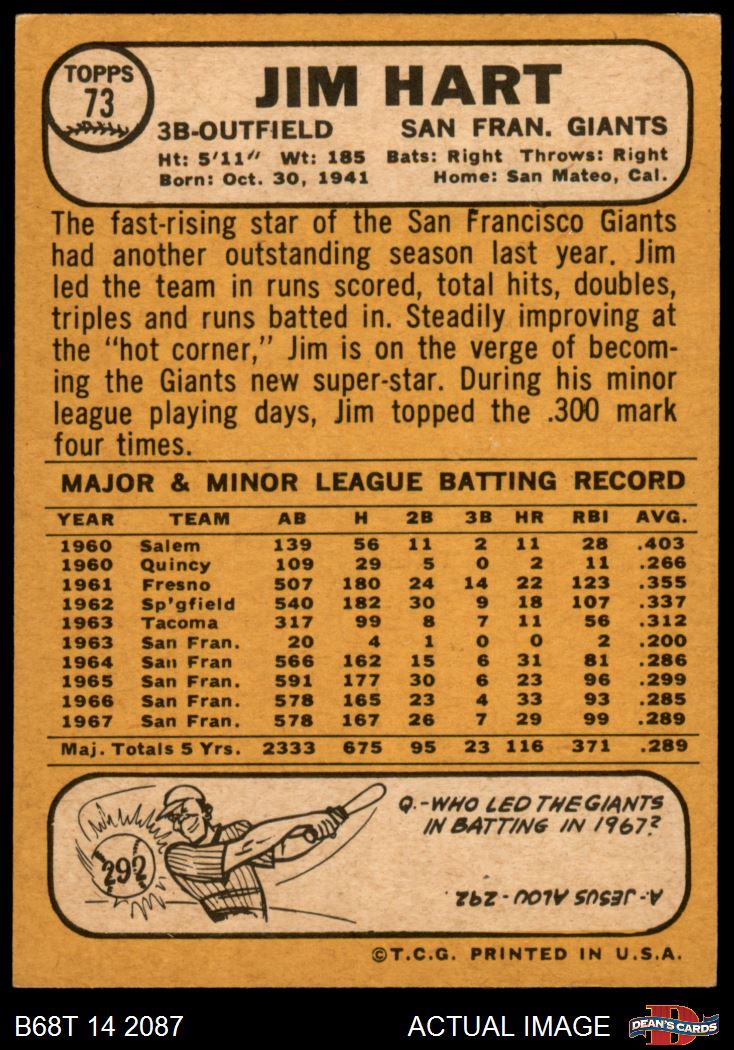 TOPPS
73
JIM HART
3B-OUTFIELD SAN FRAN. GIANTS
Ht: 5'11" Wt: 185 Bats: Right Throws: Right
Born: Oct. 30, 1941 Home: San Mateo, Cal.
The fast-rising star of the San Francisco Giants
had another outstanding season last year. Jim
led the team in runs scored, total hits, doubles,
triples and runs batted in. Steadily improving at
the "hot corner," Jim is on the verge of becom-
ing the Giants new super-star. During his minor
league playing days, Jim topped the .300 mark
four times.
MAJOR & MINOR LEAGUE BATTING RECORD
YEAR TEAM AB H 2B 3B HR RBI AVG.
1960 Salem 139 56 11 2 11 28 .403
1960 Quincy 109 29 5 0 2 11 .266
1961 Fresno 507 180 24 14 22 123 .355
1962 Sp'gfield 540 182 30 9 18 107 .337
1963 Tacoma 317 99 8 7 11 56 .312
1963 San Fran. 20 4 1 0 0 2 .200
1964 San Fran 566 162 15 6 31 81 .286
1965 San Fran. 591 177 30 6 23 96 .299
1966 San Fran. 578 165 23 4 33 93 .285
1967 San Fran. 578 167 26 7 29 99 .289
Maj. Totals 5 Yrs. 2333 675 95 23 116 371 .289
292
Q.-WHO LED THE GIANTS
IN BATTING IN 1967?
A.-JESUS ALOU - 292.
©T.C.G. PRINTED IN U.S.A.
B68T 14 2087 ACTUAL IMAGE
D
DEAN'S CARDS